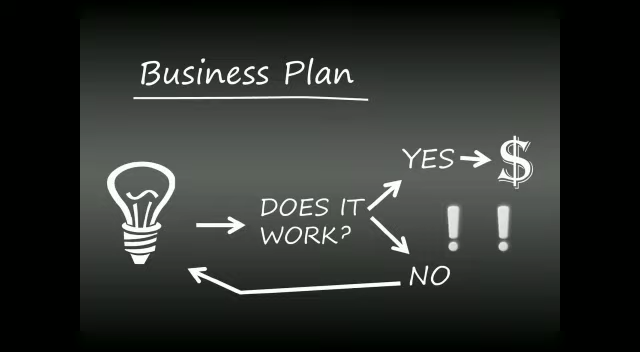 Business Plan
YES $
DOES IT
WORK?
! !
NO